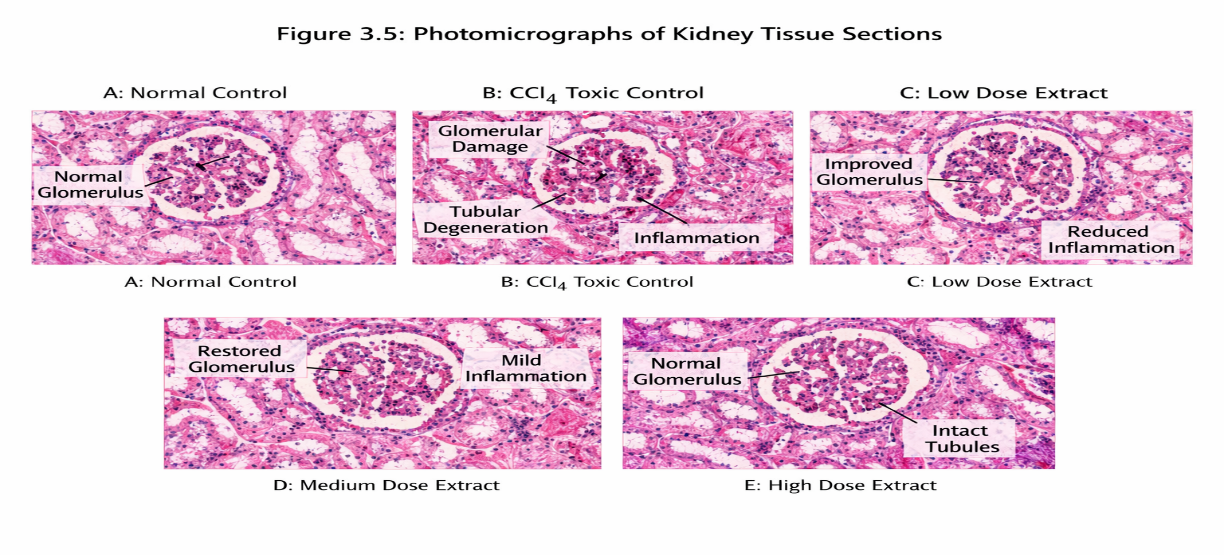 Figure 3.5: Photomicrographs of Kidney Tissue Sections
A: Normal Control
B: CCl₄ Toxic Control
C: Low Dose Extract
Normal
Glomerulus
Glomerular
Damage
Tubular
Degeneration
Inflammation
Improved
Glomerulus
Reduced
Inflammation
A: Normal Control
B: CCl₄ Toxic Control
C: Low Dose Extract
Restored
Glomerulus
Mild
Inflammation
Normal
Glomerulus
Intact
Tubules
D: Medium Dose Extract
E: High Dose Extract